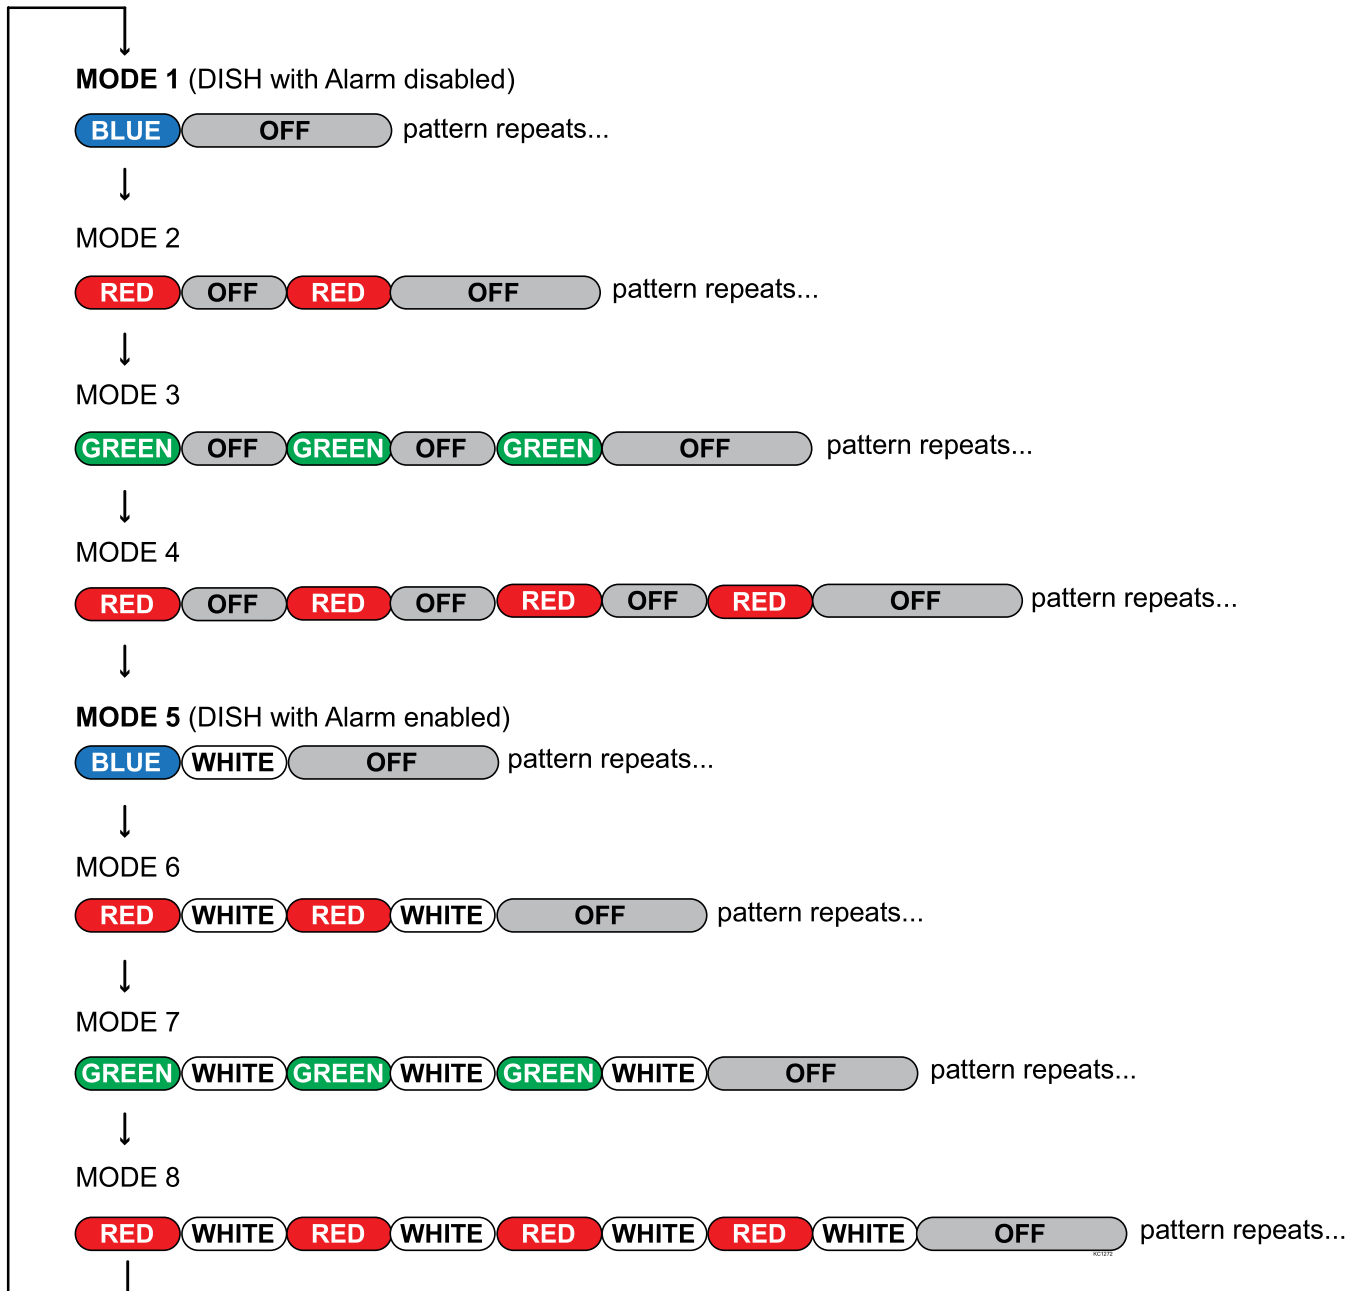 MODE 1 (DISH with Alarm disabled)
BLUE OFF pattern repeats...
MODE 2
RED OFF RED OFF pattern repeats...
MODE 3
GREEN OFF GREEN OFF GREEN OFF pattern repeats...
MODE 4
RED OFF RED OFF RED OFF RED OFF pattern repeats...
MODE 5 (DISH with Alarm enabled)
BLUE WHITE OFF pattern repeats...
MODE 6
RED WHITE RED WHITE OFF pattern repeats...
MODE 7
GREEN WHITE GREEN WHITE GREEN WHITE OFF pattern repeats...
MODE 8
RED WHITE RED WHITE RED WHITE RED WHITE OFF pattern repeats...
KC1272